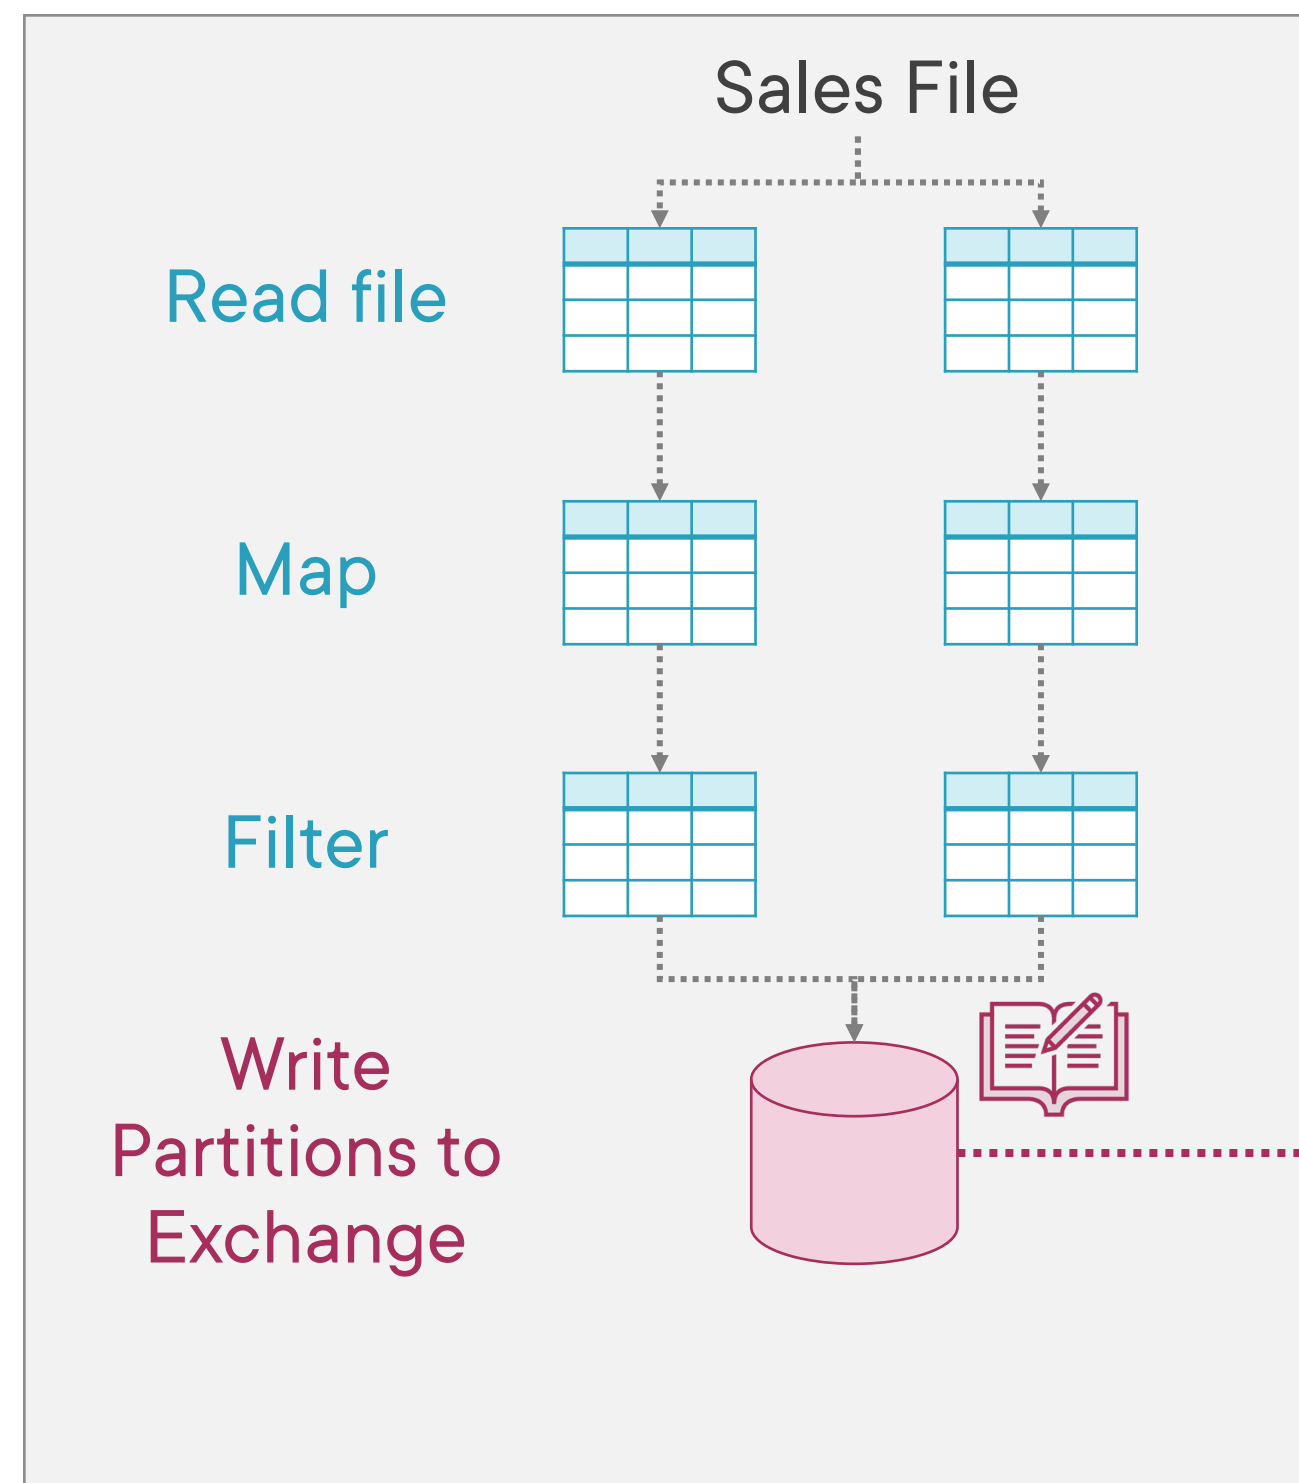 Sales File
Read file
Map
Filter
Write
Partitions to
Exchange